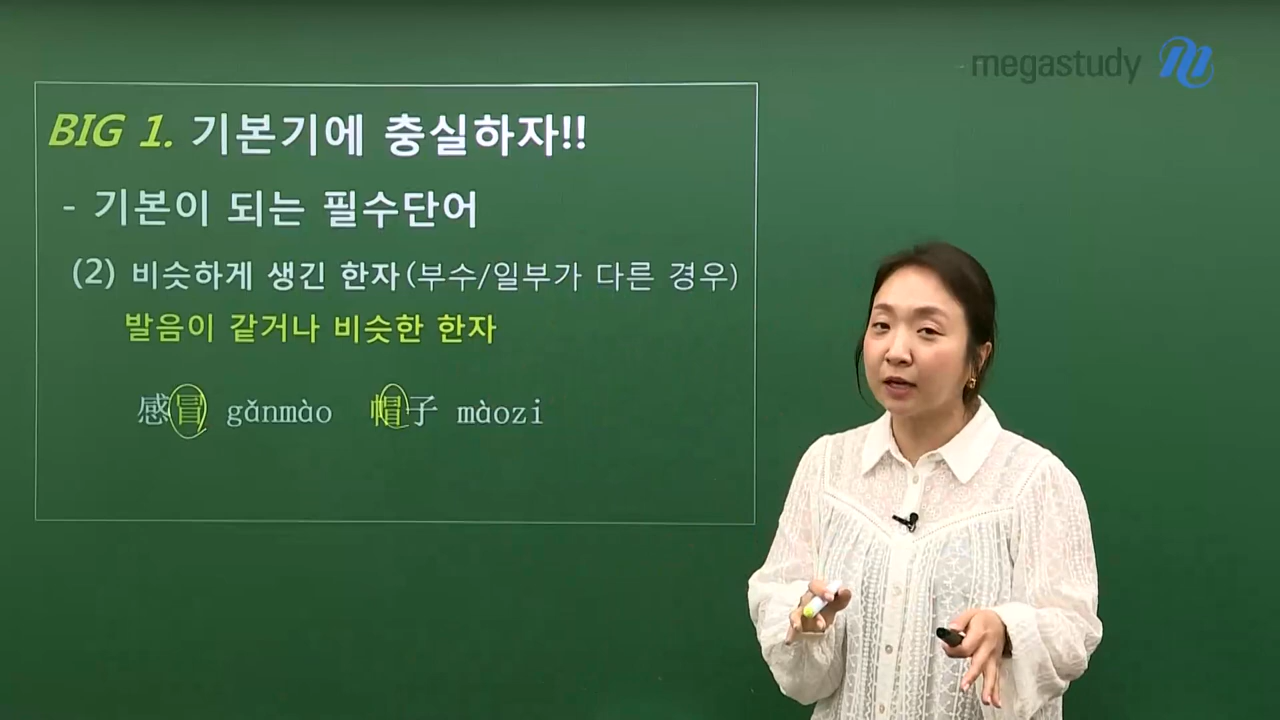 megastudy
BIG 1. 기본기에 충실하자!!
- 기본이 되는 필수단어
(2) 비슷하게 생긴 한자(부수/일부가 다른 경우)
발음이 같거나 비슷한 한자
感冒 gǎnmào 帽子 màozi